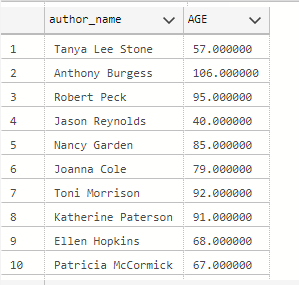 author_name AGE
1 Tanya Lee Stone 57.000000
2 Anthony Burgess 106.000000
3 Robert Peck 95.000000
4 Jason Reynolds 40.000000
5 Nancy Garden 85.000000
6 Joanna Cole 79.000000
7 Toni Morrison 92.000000
8 Katherine Paterson 91.000000
9 Ellen Hopkins 68.000000
10 Patricia McCormick 67.000000